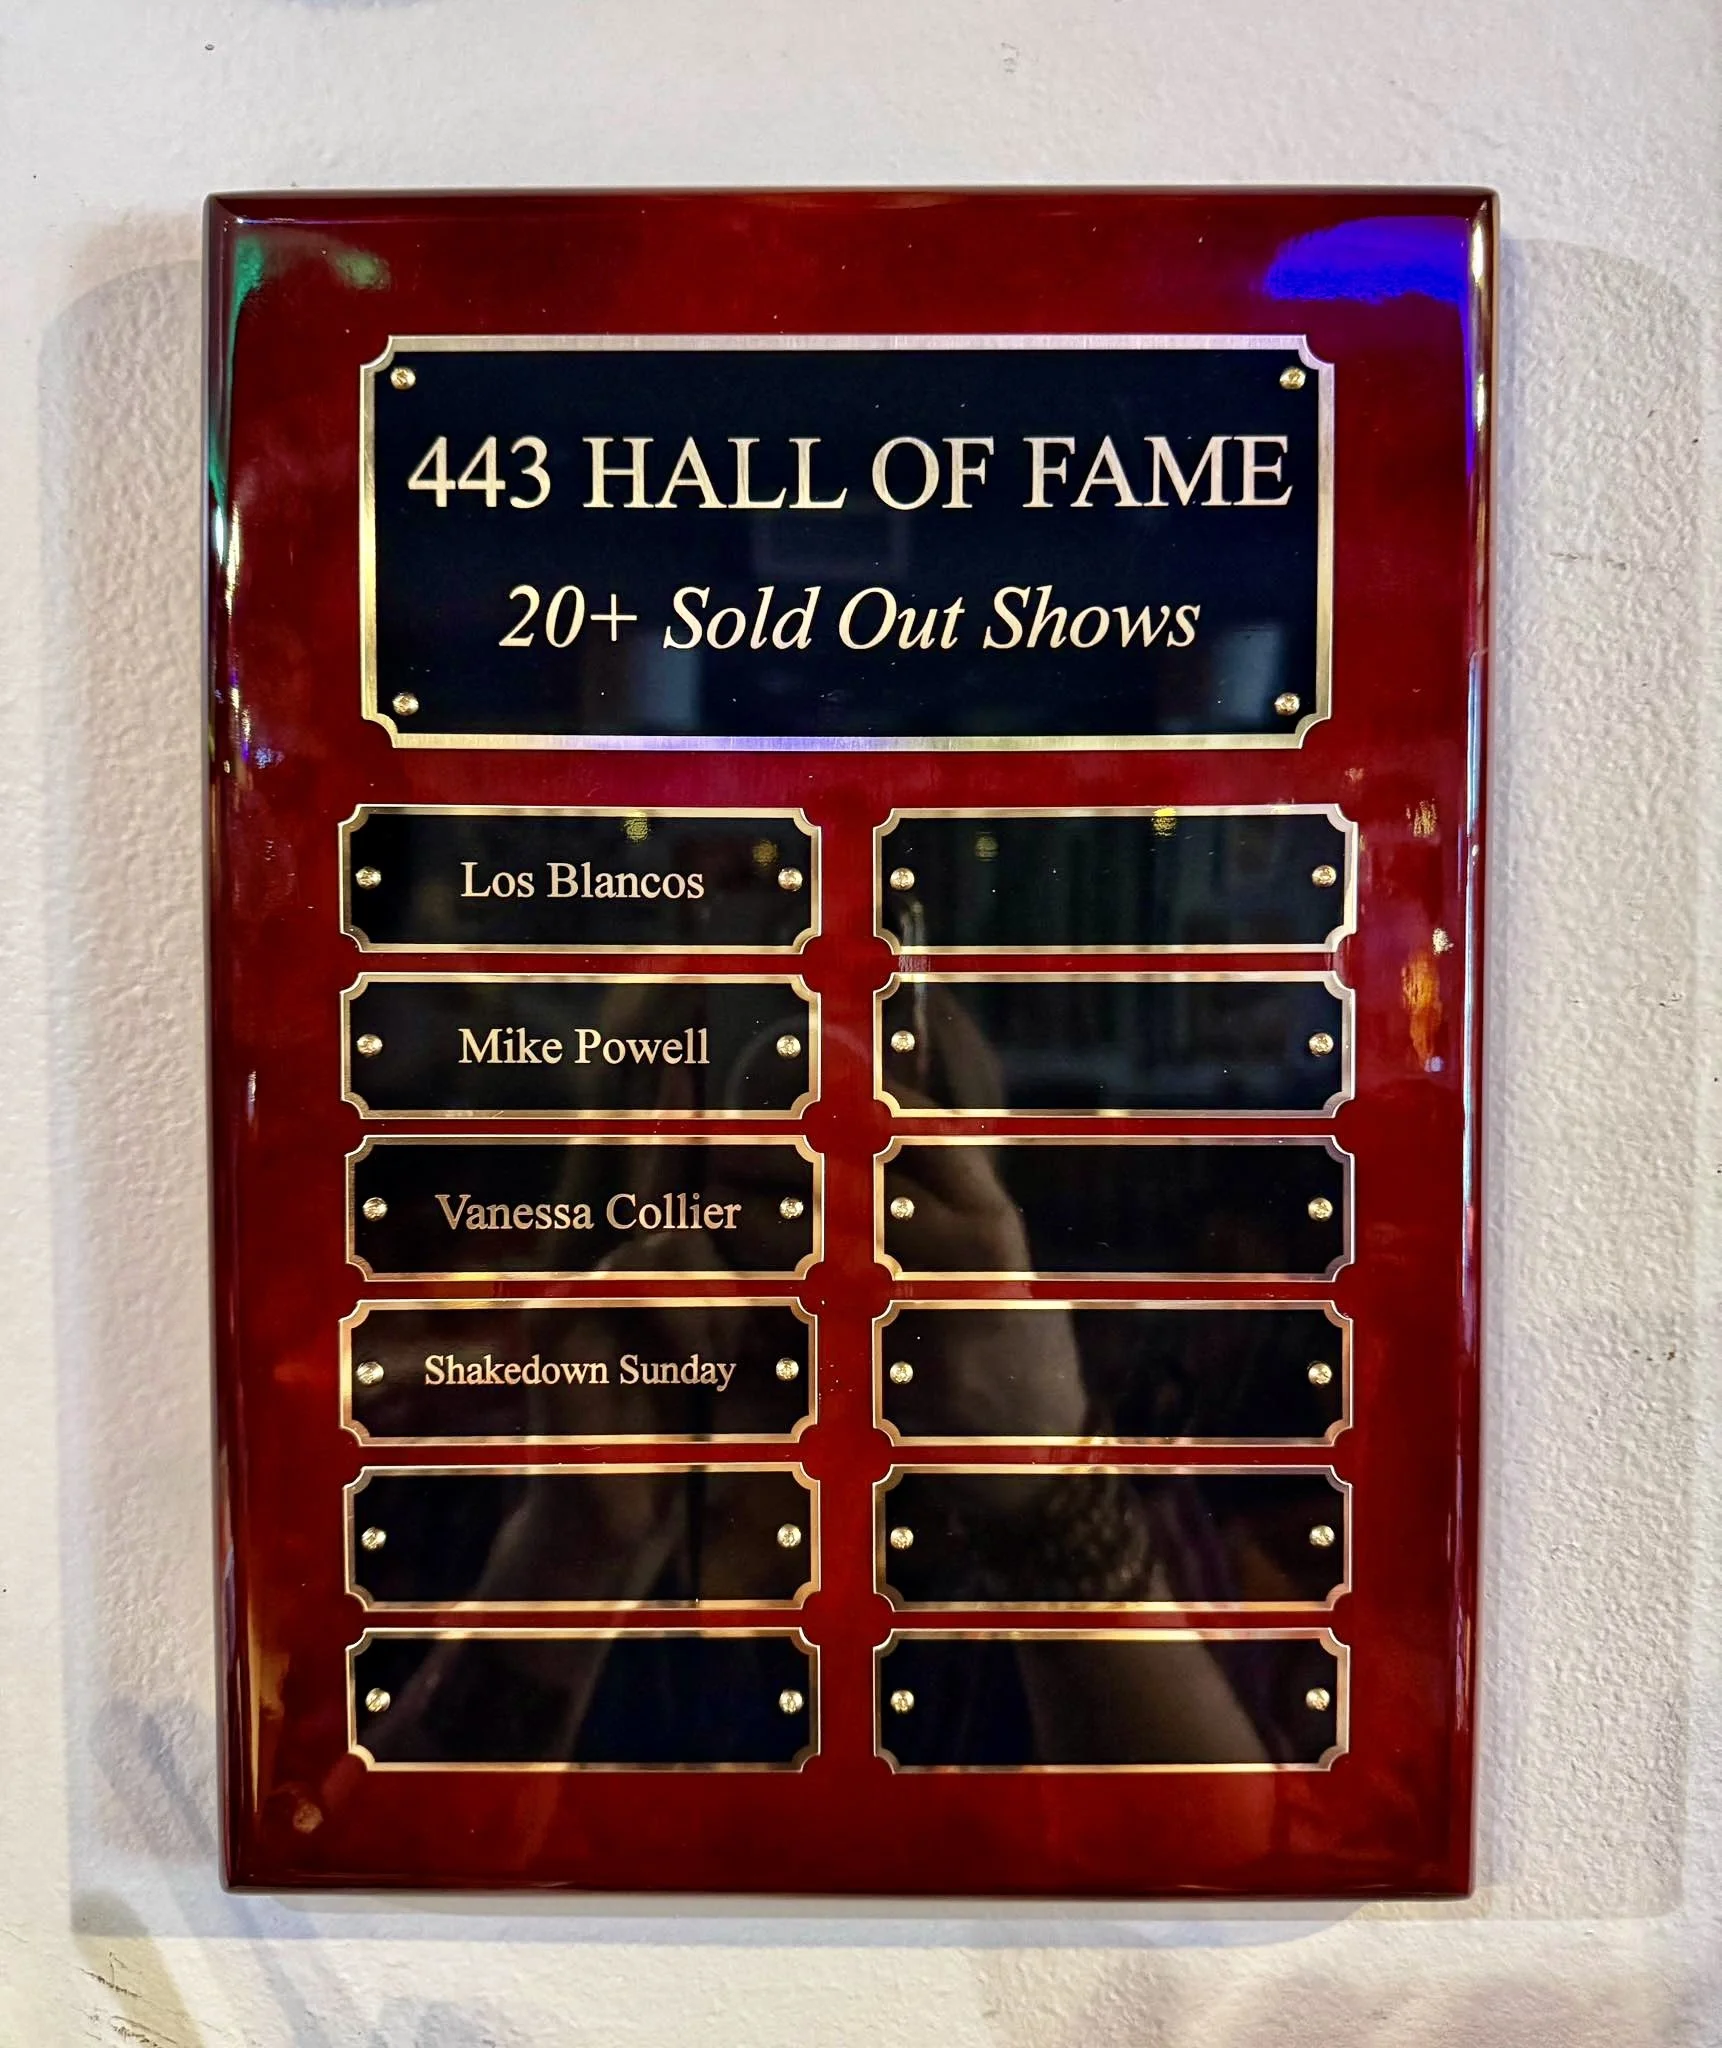 443 HALL OF FAME
20+ Sold Out Shows
Los Blancos
Mike Powell
Vanessa Collier
Shakedown Sunday